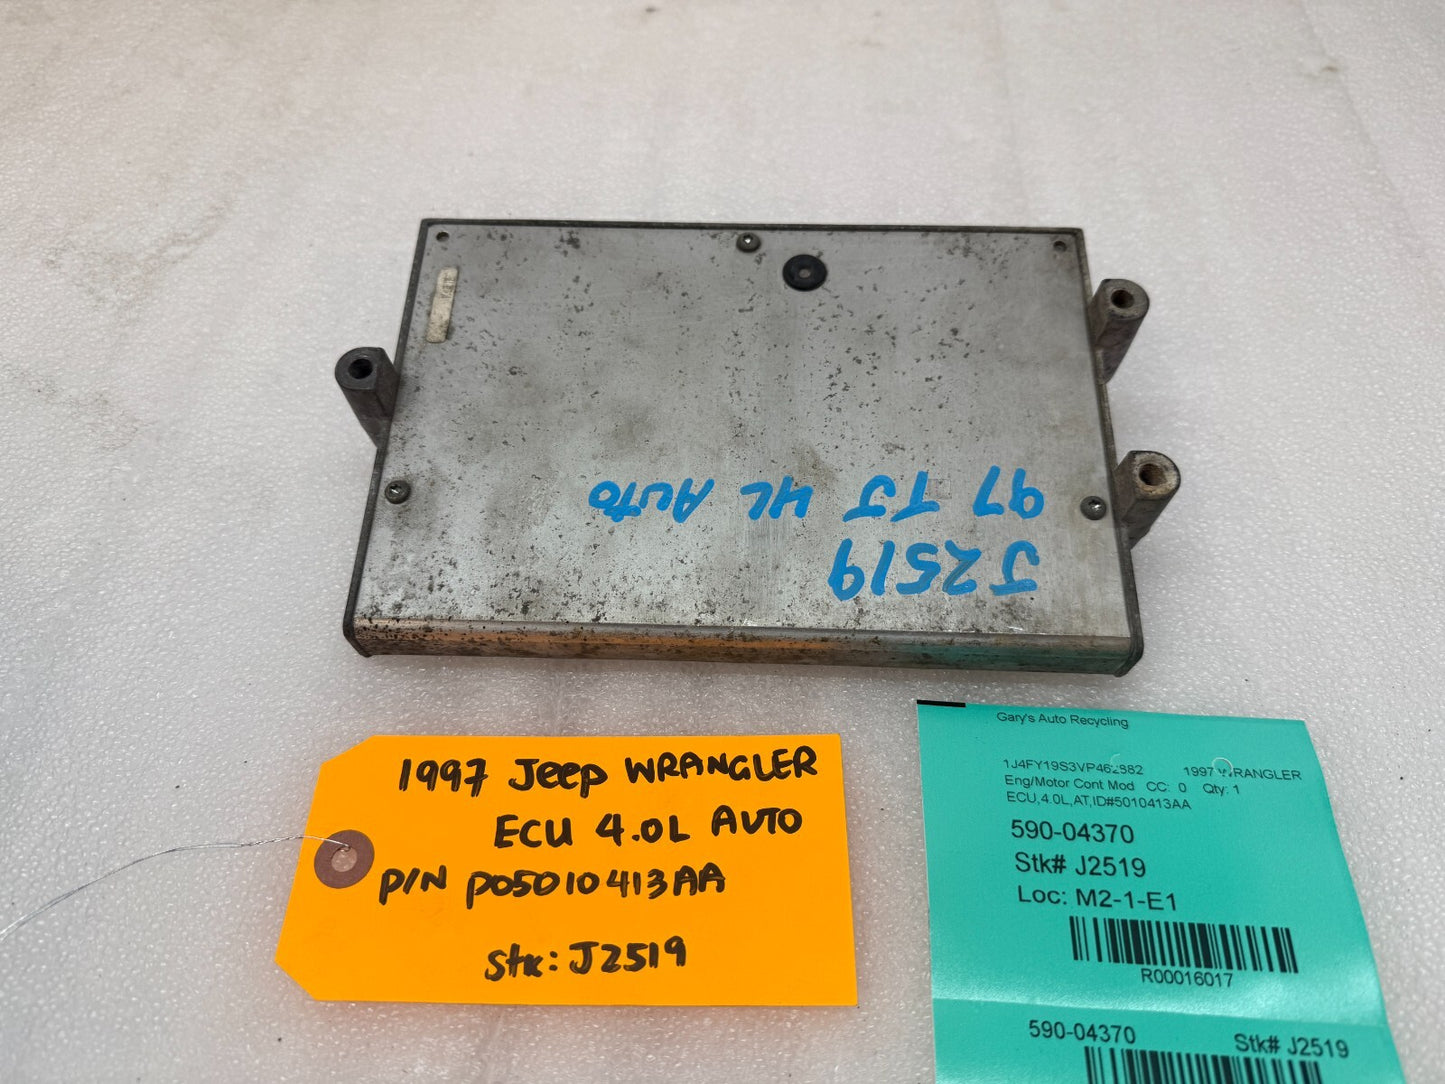 J2519
97 TJ 4L AUTO
1997 Jeep WRANGLER
ECU 4.0L AUTO
P/N P05010413AA
Stk: J2519
Gary's Auto Recycling
1997 WRANGLER
Eng/Motor Cont Mod CC: 0 Qty: 1
ECU,4.0L,AT,ID#5010413AA
590-04370
Stk# J2519
Loc: M2-1-E1
R00016017
590-04370 Stk# J2519